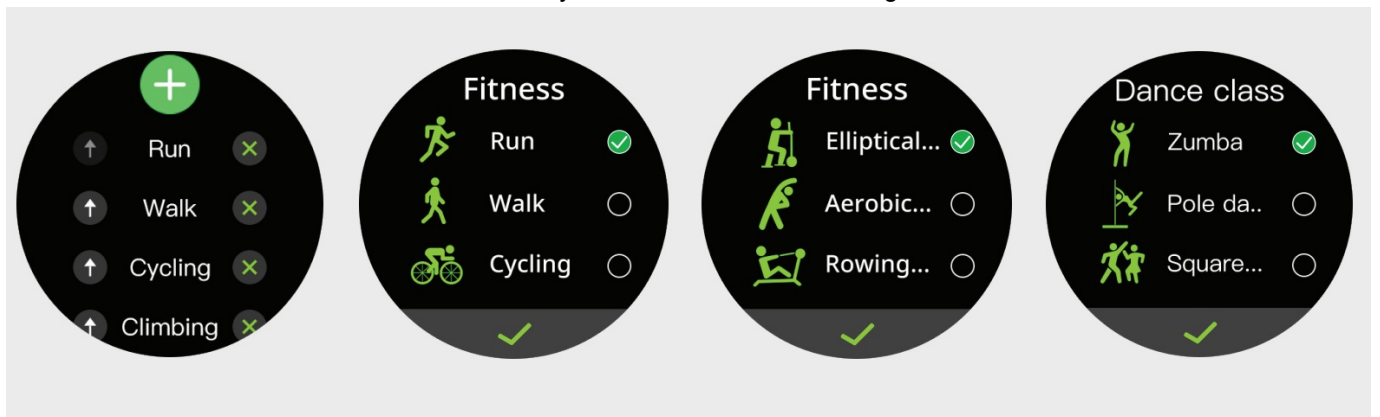 Run
Walk
Cycling
Climbing
Fitness
Run
Walk
Cycling
Fitness
Elliptical...
Aerobic...
Rowing...
Dance class
Zumba
Pole da..
Square...